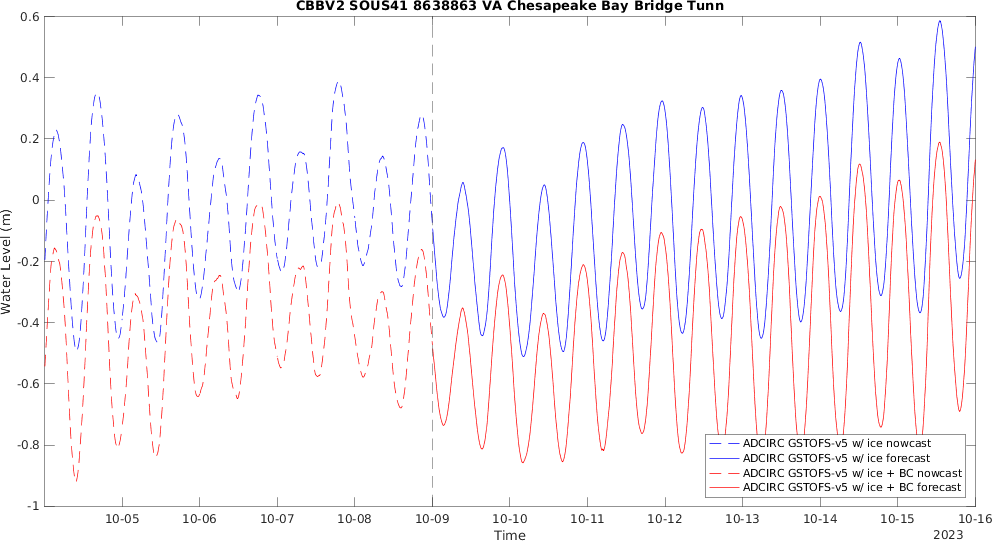 CBBV2 SOUS41 8638863 VA Chesapeake Bay Bridge Tunn
0.6
0.4
0.2
0
-0.2
-0.4
-0.6
-0.8
-1
Water Level (m)
ADCIRC GSTOFS-v5 w/ ice nowcast
ADCIRC GSTOFS-v5 w/ ice forecast
ADCIRC GSTOFS-v5 w/ ice + BC nowcast
ADCIRC GSTOFS-v5 w/ ice + BC forecast
10-05 10-06 10-07 10-08 10-09 10-10 10-11 10-12 10-13 10-14 10-15 10-16
Time
2023